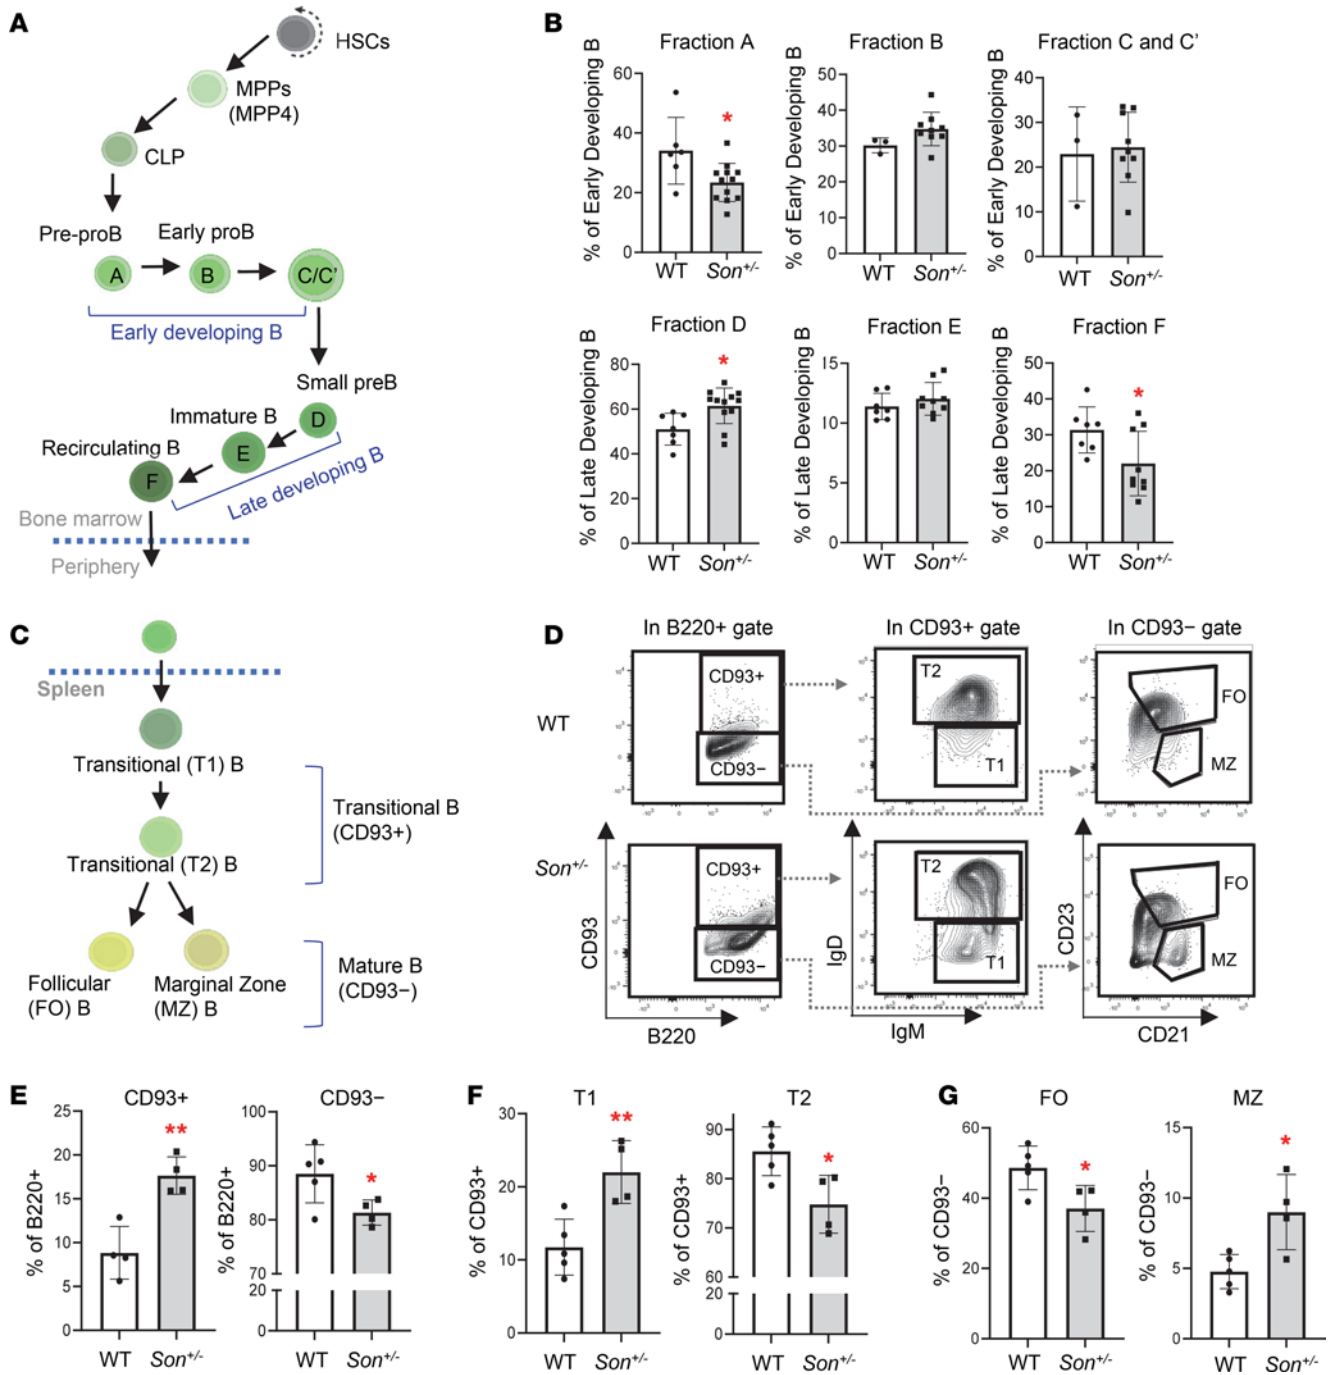 A
HSCs
MPPs
(MPP4)
CLP
Pre-proB
Early proB
A
B
C/C'
Early developing B
Small preB
Immature B
D
Recirculating B
E
F
Late developing B
Bone marrow
Periphery
B
Fraction A
% of Early Developing B
60
40
20
0
*
WT
Son+/-
Fraction B
% of Early Developing B
50
40
30
20
10
0
WT
Son+/-
Fraction C and C'
% of Early Developing B
40
30
20
10
0
WT
Son+/-
Fraction D
% of Late Developing B
80
60
40
20
0
*
WT
Son+/-
Fraction E
% of Late Developing B
15
10
5
0
WT
Son+/-
Fraction F
% of Late Developing B
50
40
30
20
10
0
*
WT
Son+/-
C
Spleen
Transitional (T1) B
Transitional B
(CD93+)
Transitional (T2) B
Follicular
(FO) B
Marginal Zone
(MZ) B
Mature B
(CD93−)
D
In B220+ gate
In CD93+ gate
In CD93− gate
WT
CD93+
CD93−
T2
T1
FO
MZ
Son+/-
CD93+
CD93−
T2
T1
FO
MZ
CD93
B220
IgD
IgM
CD23
CD21
E
CD93+
% of B220+
25
20
15
10
5
0
**
WT
Son+/-
CD93−
% of B220+
100
90
80
70
20
0
*
WT
Son+/-
F
T1
% of CD93+
30
20
10
0
**
WT
Son+/-
T2
% of CD93+
90
80
70
60
20
0
*
WT
Son+/-
G
FO
% of CD93−
60
40
20
0
*
WT
Son+/-
MZ
% of CD93−
15
10
5
0
*
WT
Son+/-